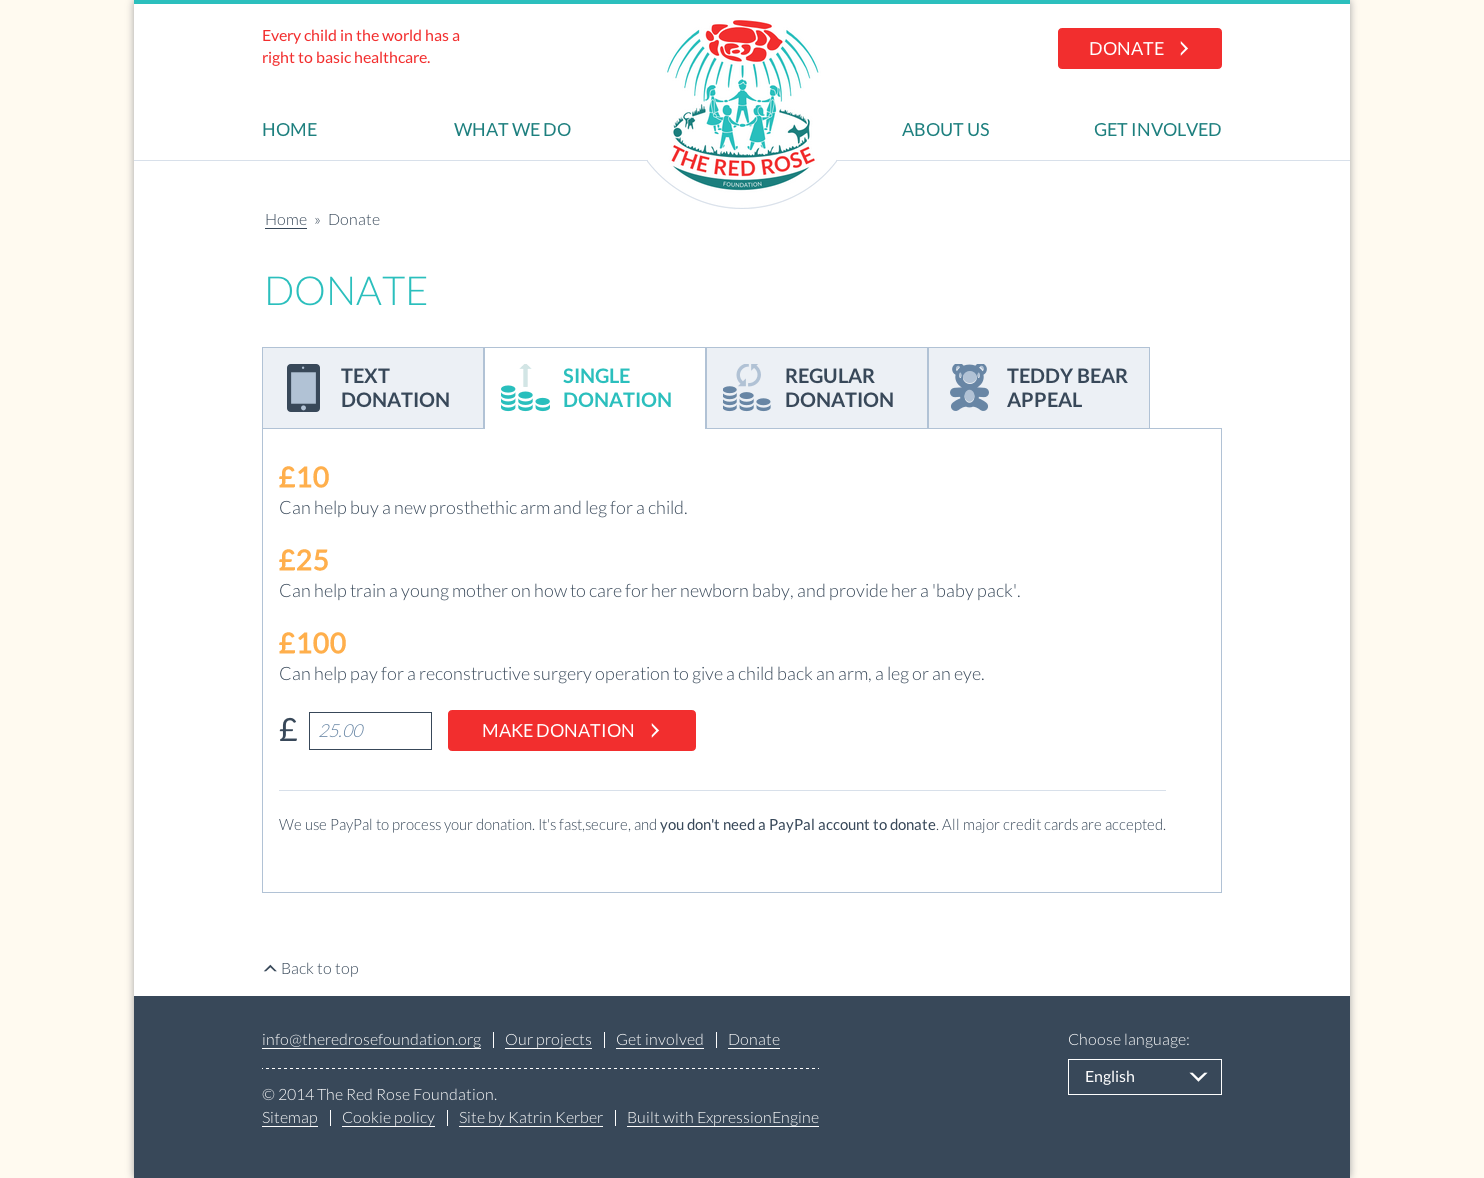 Every child in the world has a
right to basic healthcare.
DONATE
HOME
WHAT WE DO
THE RED ROSE
FOUNDATION
ABOUT US
GET INVOLVED
Home » Donate
DONATE
TEXT
DONATION
SINGLE
DONATION
REGULAR
DONATION
TEDDY BEAR
APPEAL
£10
Can help buy a new prosthethic arm and leg for a child.
£25
Can help train a young mother on how to care for her newborn baby, and provide her a 'baby pack'.
£100
Can help pay for a reconstructive surgery operation to give a child back an arm, a leg or an eye.
£ 25.00 MAKE DONATION
We use PayPal to process your donation. It's fast,secure, and you don't need a PayPal account to donate. All major credit cards are accepted.
Back to top
info@theredrosefoundation.org Our projects Get involved Donate
© 2014 The Red Rose Foundation.
Sitemap Cookie policy Site by Katrin Kerber Built with ExpressionEngine
Choose language:
English